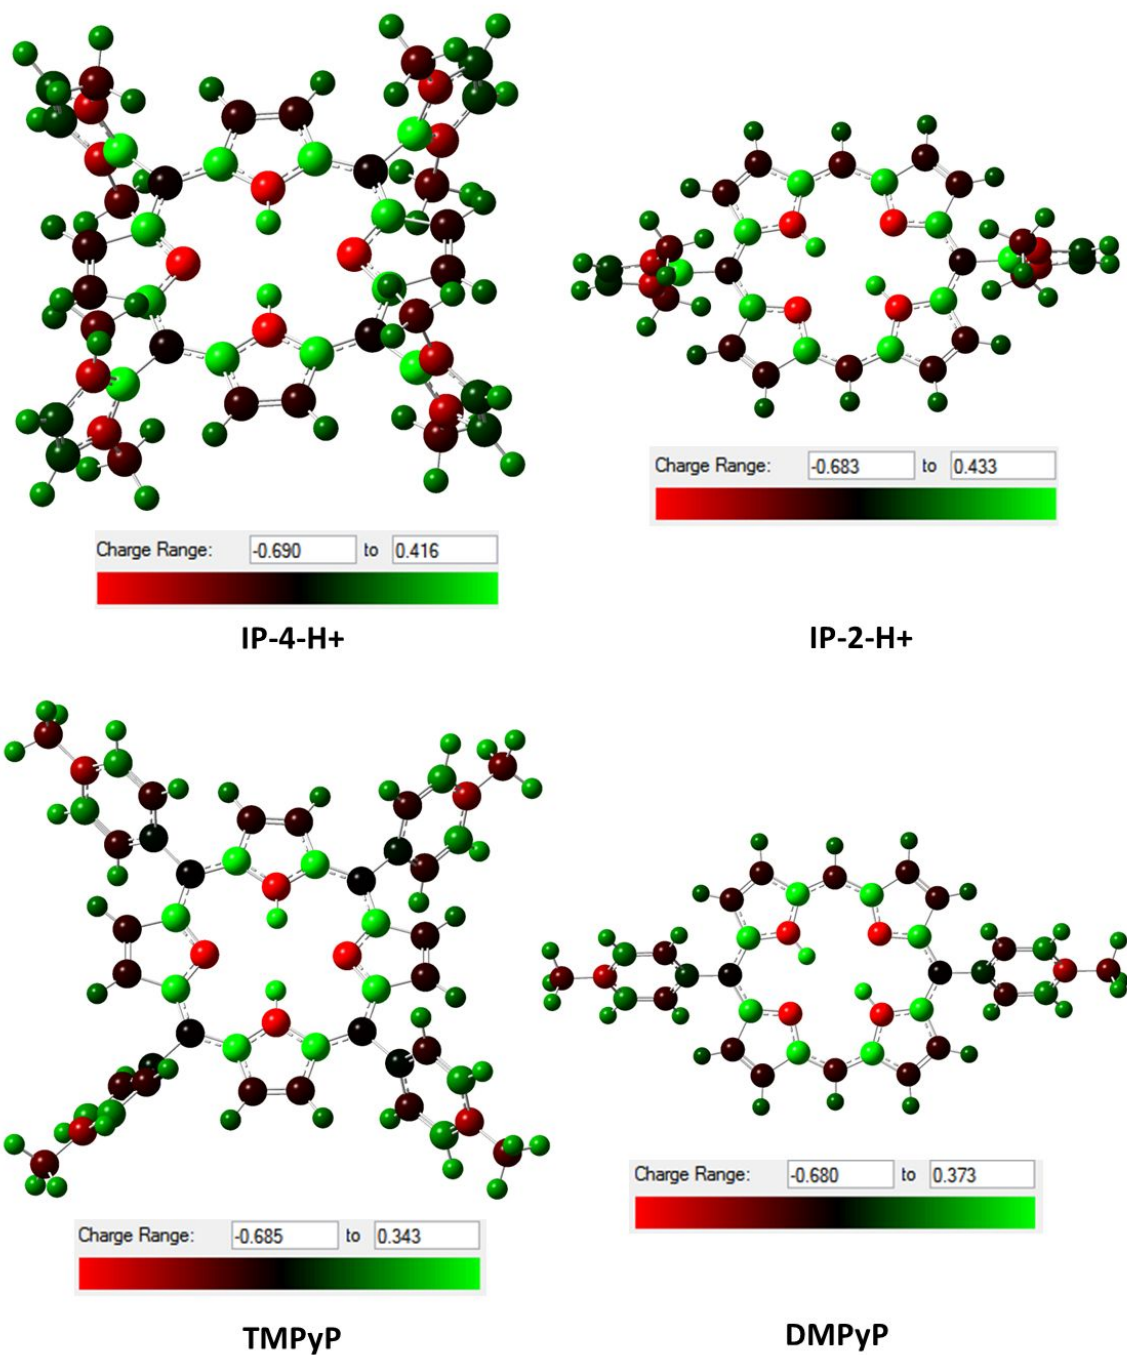 Charge Range: -0.690 to 0.416
IP-4-H+
Charge Range: -0.683 to 0.433
IP-2-H+
Charge Range: -0.685 to 0.343
TMPyP
Charge Range: -0.680 to 0.373
DMPyP